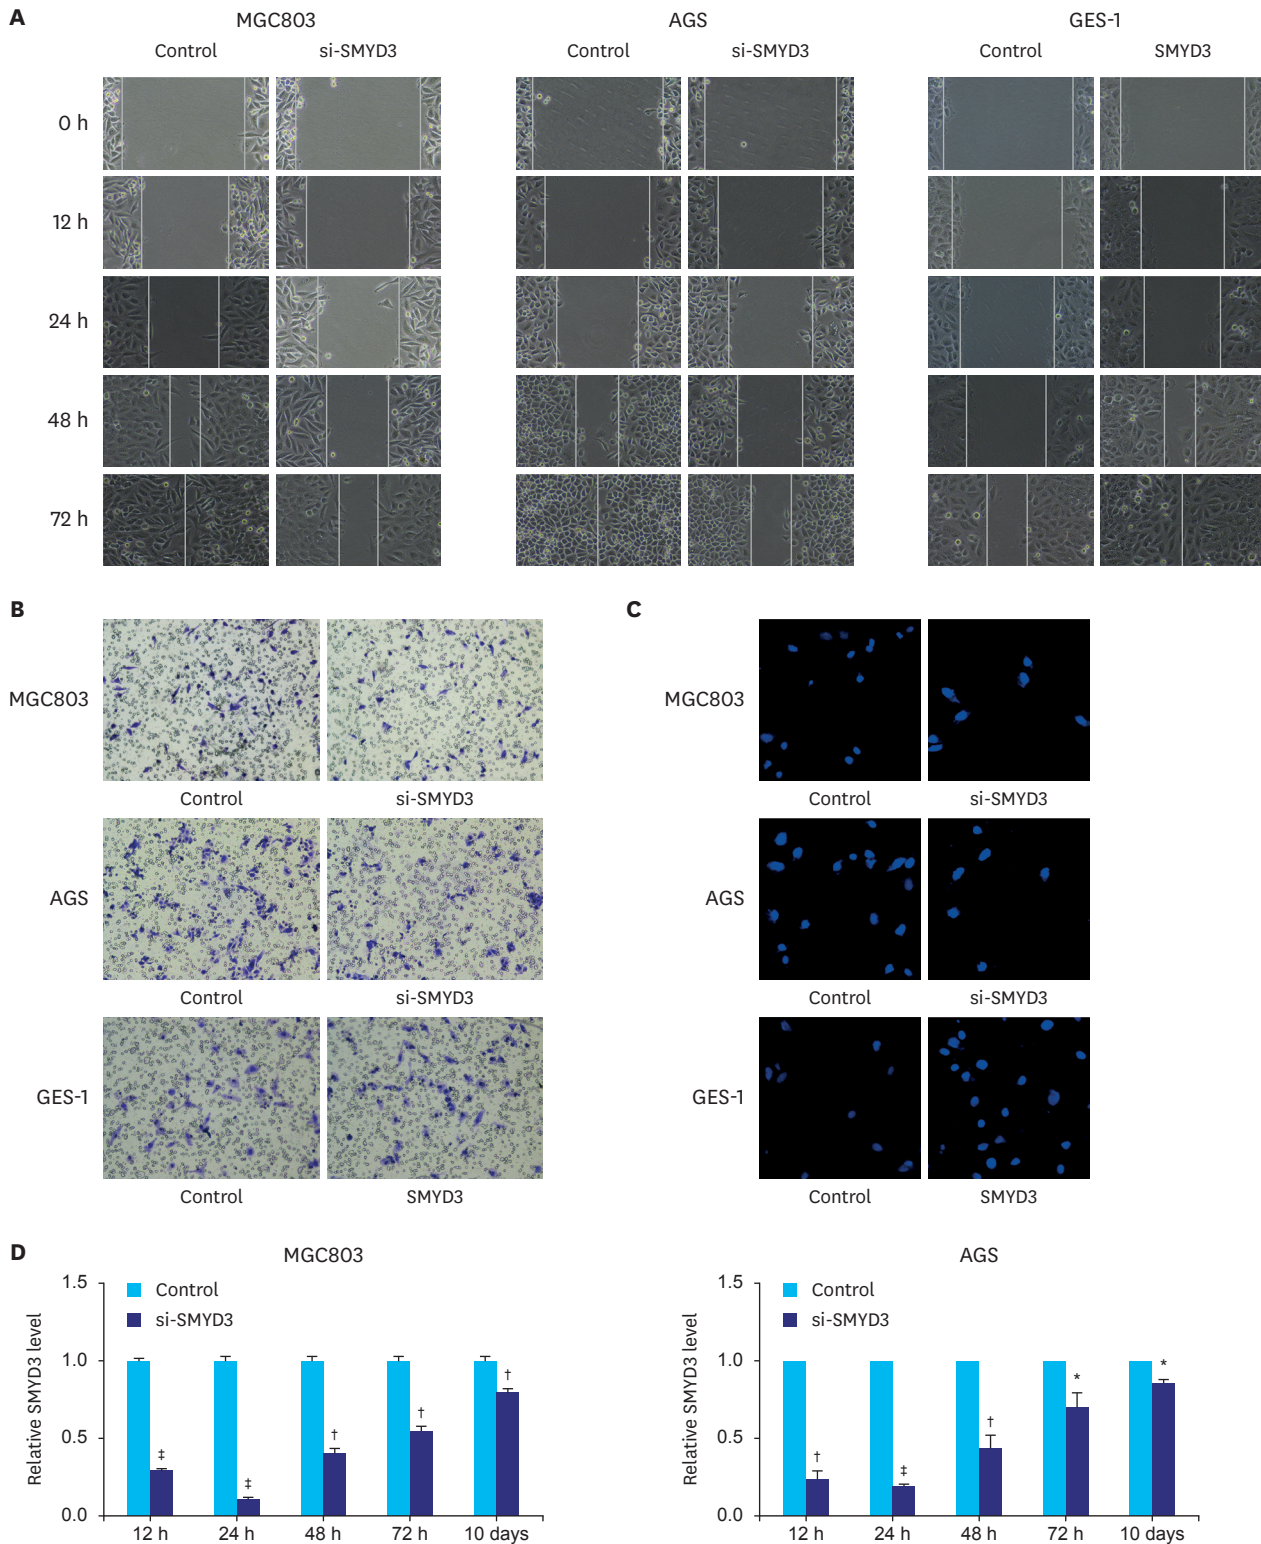 A
MGC803 AGS GES-1
Control si-SMYD3 Control si-SMYD3 Control SMYD3
0 h
12 h
24 h
48 h
72 h
B
MGC803
Control si-SMYD3
AGS
Control si-SMYD3
GES-1
Control SMYD3
C
MGC803
Control si-SMYD3
AGS
Control si-SMYD3
GES-1
Control SMYD3
D
MGC803
Relative SMYD3 level
1.5
1.0
0.5
0.0
Control
si-SMYD3
‡ ‡ † † †
12 h 24 h 48 h 72 h 10 days
AGS
Relative SMYD3 level
1.5
1.0
0.5
0.0
Control
si-SMYD3
† ‡ † * *
12 h 24 h 48 h 72 h 10 days